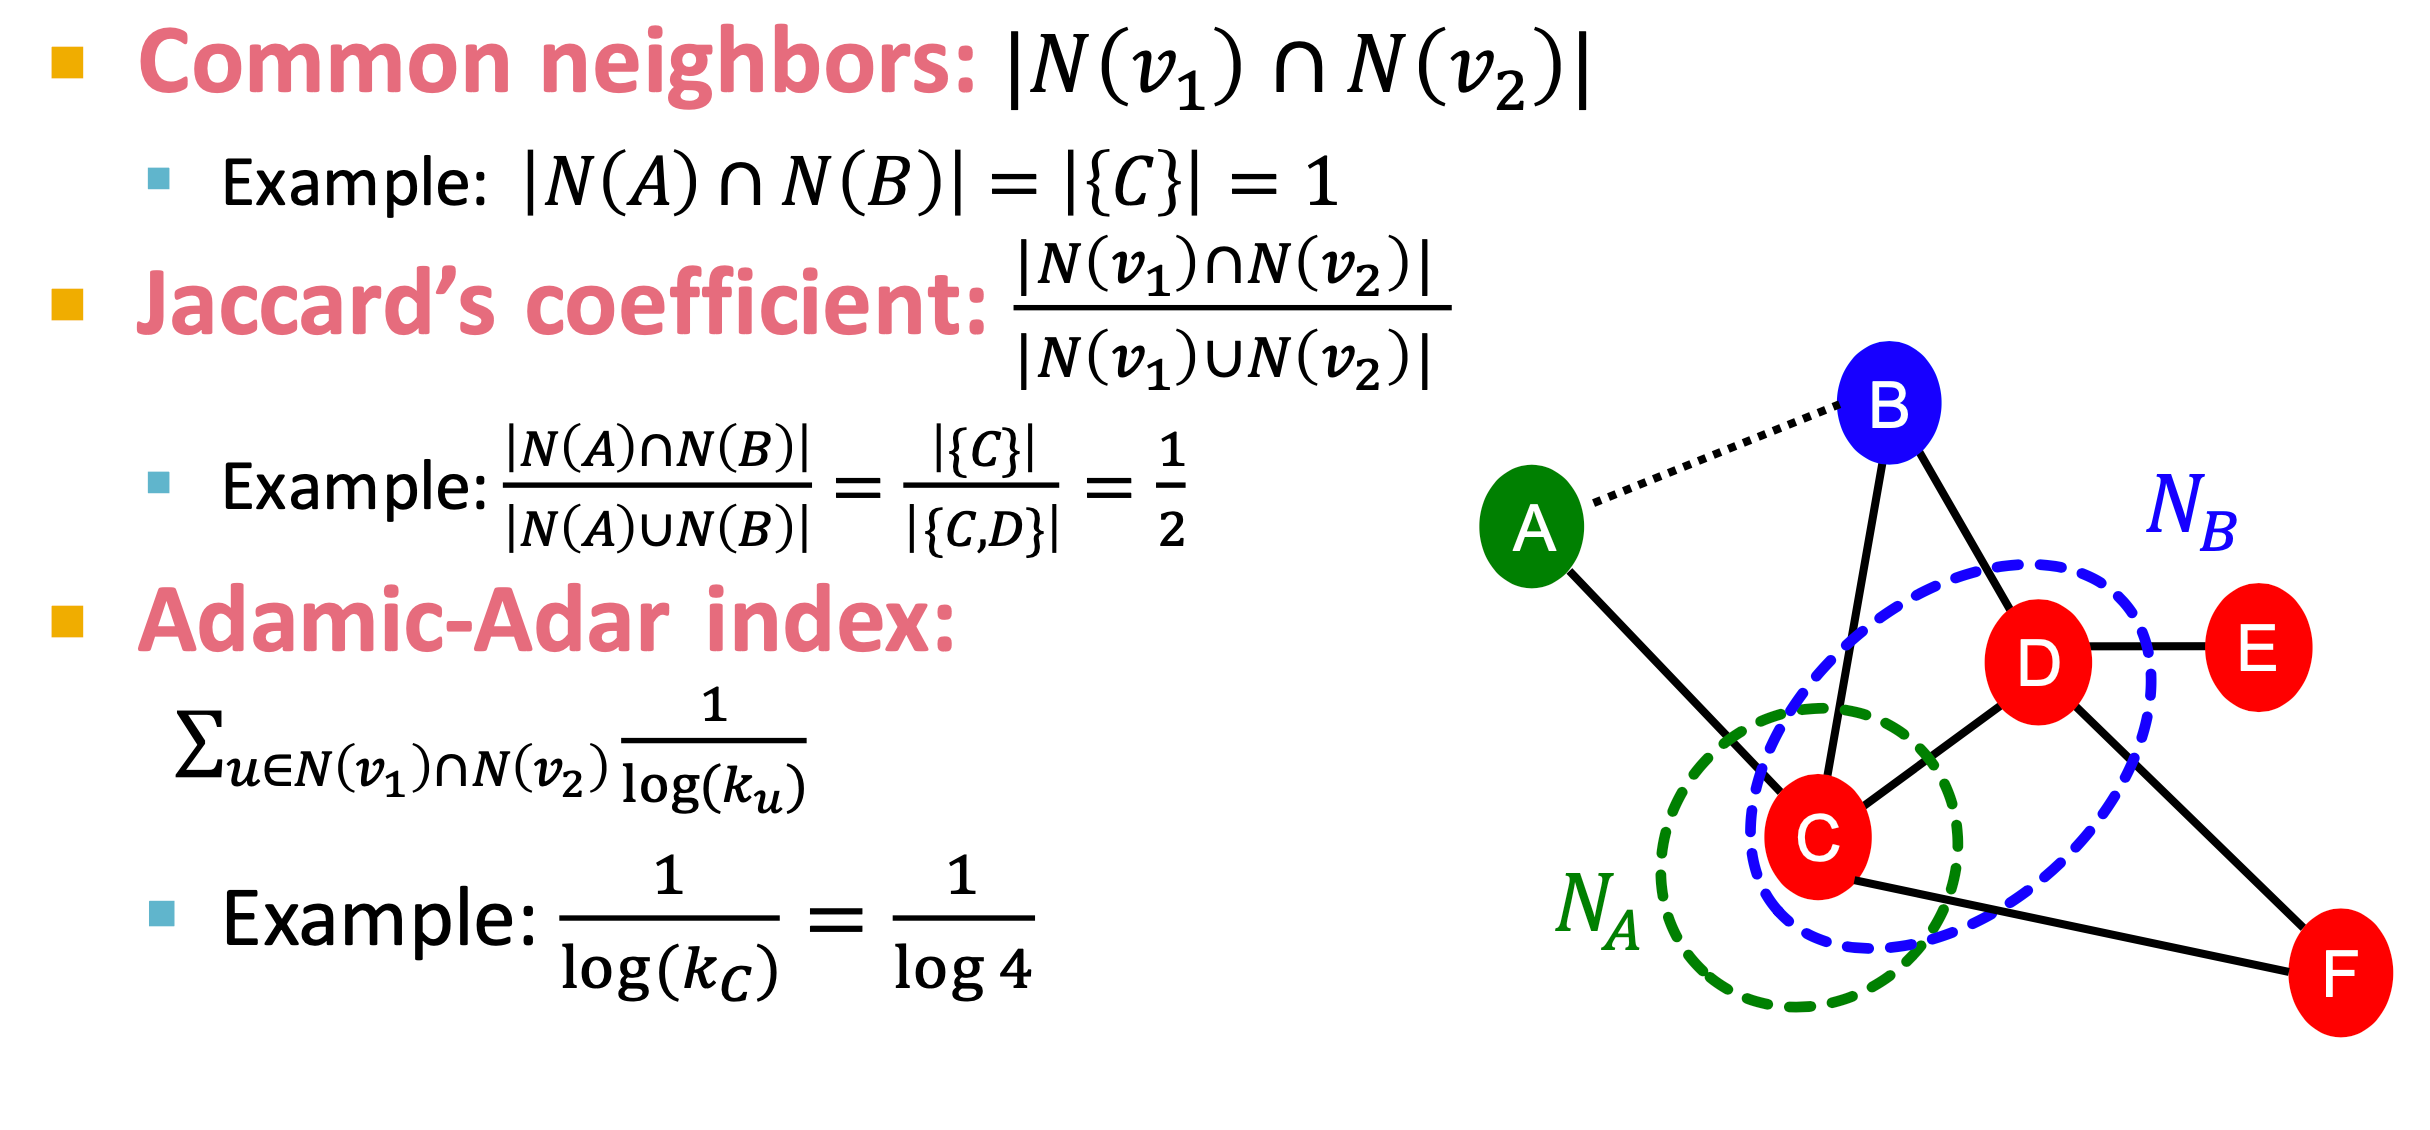 Common neighbors: |N(v₁) ∩ N(v₂)|
Example: |N(A) ∩ N(B)| = |{C}| = 1
Jaccard’s coefficient: |N(v₁)∩N(v₂)| / |N(v₁)∪N(v₂)|
Example: |N(A)∩N(B)| / |N(A)∪N(B)| = |{C}| / |{C,D}| = 1/2
Adamic-Adar index:
∑u∈N(v₁)∩N(v₂) 1 / log(kᵤ)
Example: 1 / log(k_C) = 1 / log 4
B
A
N_B
D
E
C
N_A
F